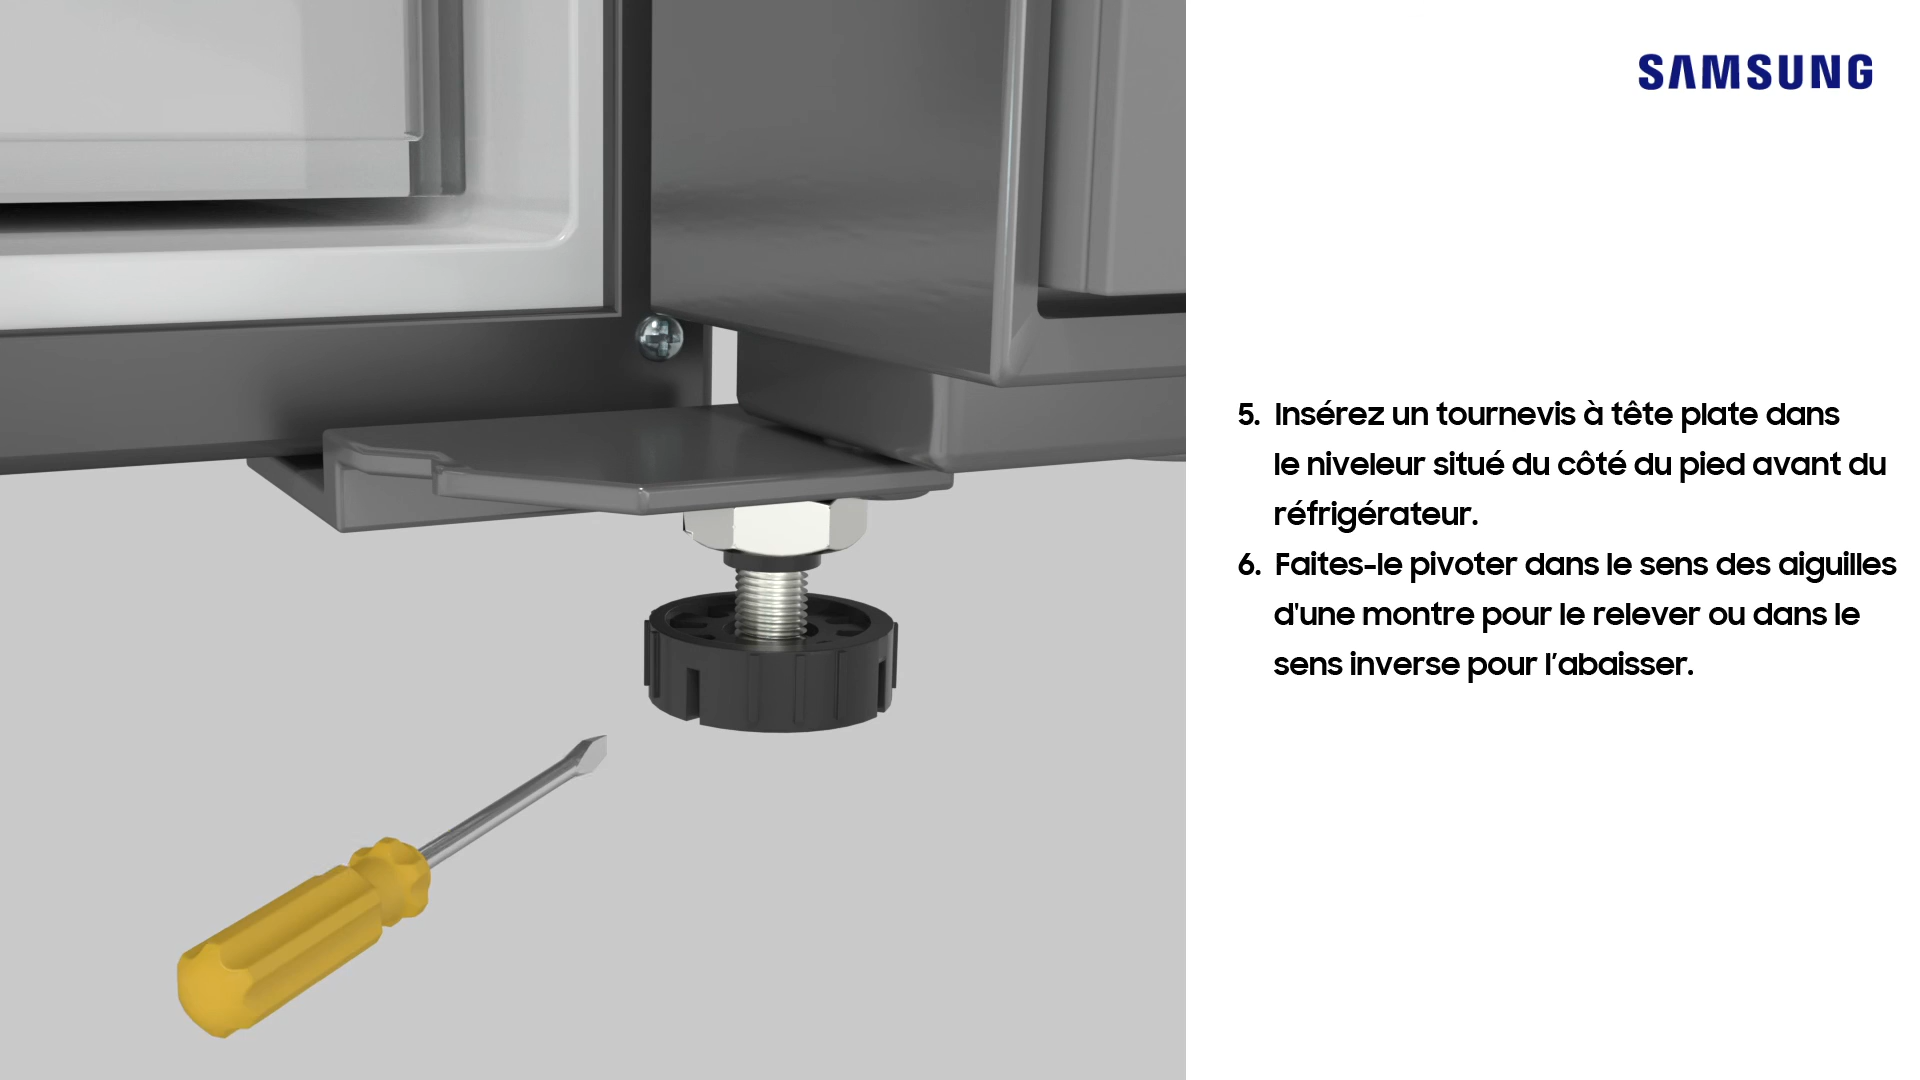 SAMSUNG
5. Insérez un tournevis à tête plate dans
le niveleur situé du côté du pied avant du
réfrigérateur.
6. Faites-le pivoter dans le sens des aiguilles
d'une montre pour le relever ou dans le
sens inverse pour l’abaisser.